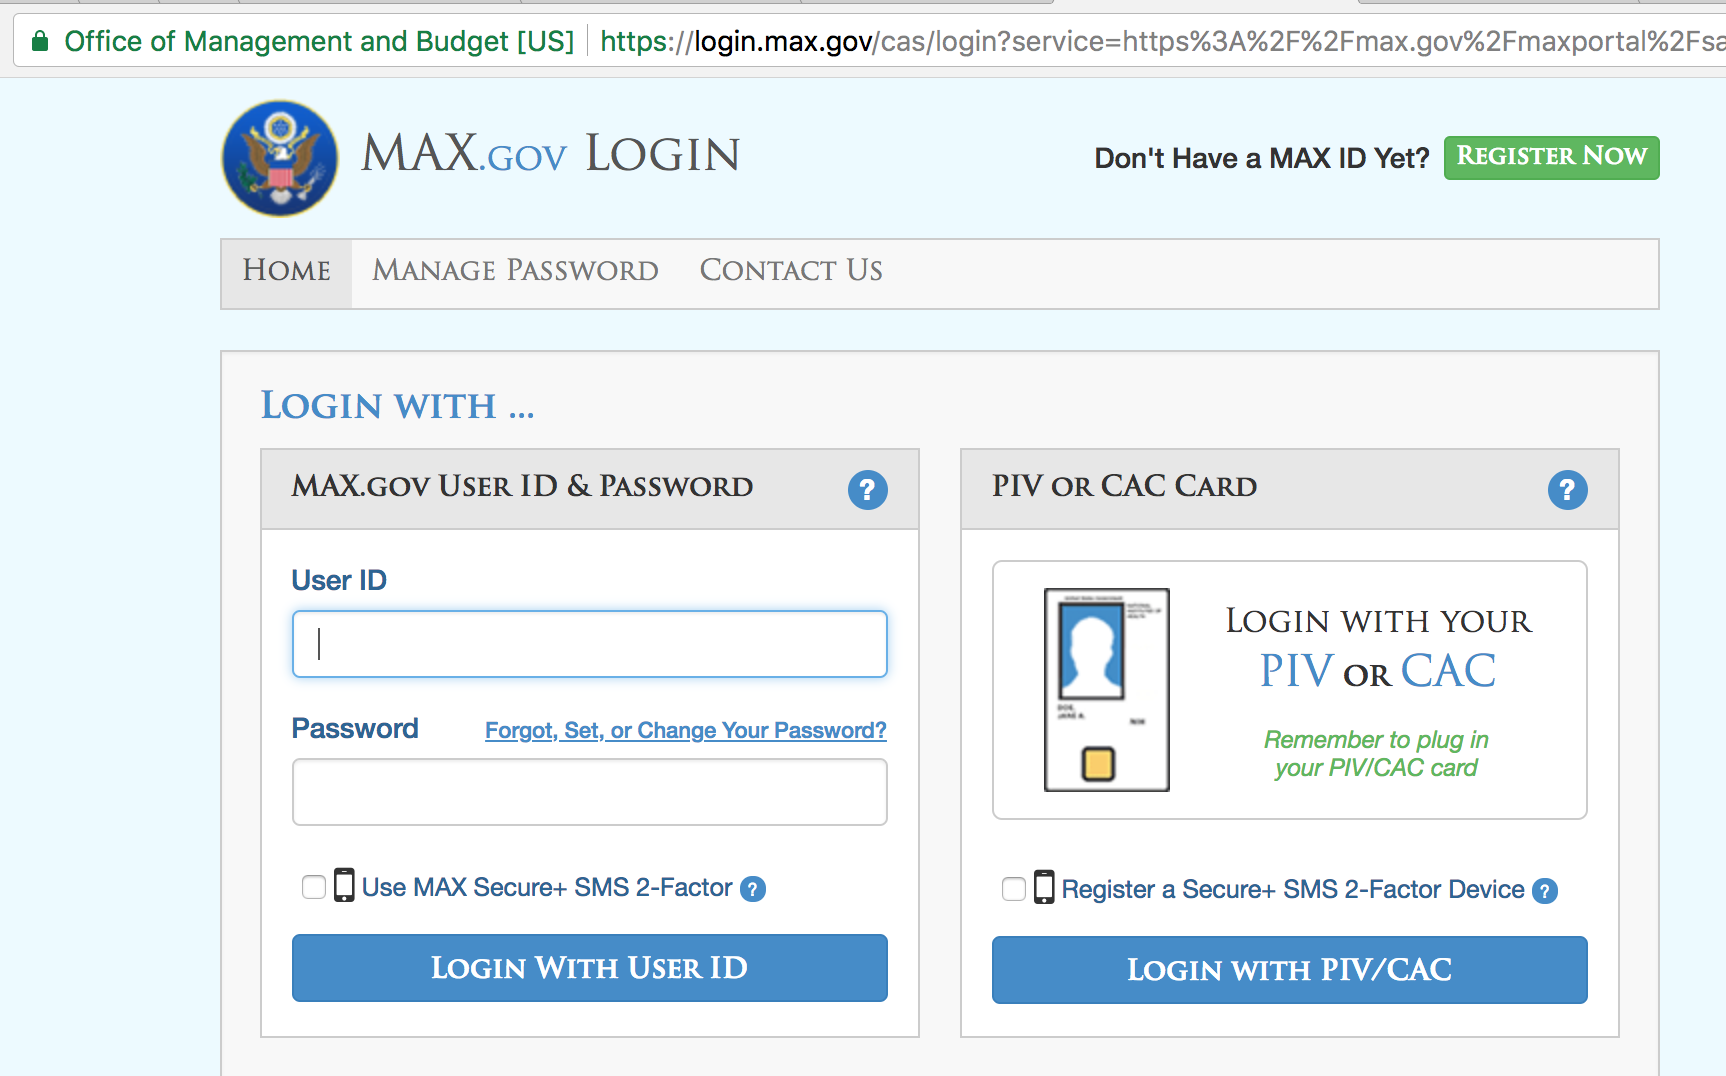 Office of Management and Budget [US] https://login.max.gov/cas/login?service=https%3A%2F%2Fmax.gov%2Fmaxportal%2Fsa
MAX.gov Login
Don't Have a MAX ID Yet? Register Now
Home Manage Password Contact Us
Login with ...
MAX.gov User ID & Password ?
User ID
Password Forgot, Set, or Change Your Password?
Use MAX Secure+ SMS 2-Factor ?
Login With User ID
PIV or CAC Card ?
DOE,
JANE A.
Login with your
PIV or CAC
Remember to plug in
your PIV/CAC card
Register a Secure+ SMS 2-Factor Device ?
Login with PIV/CAC